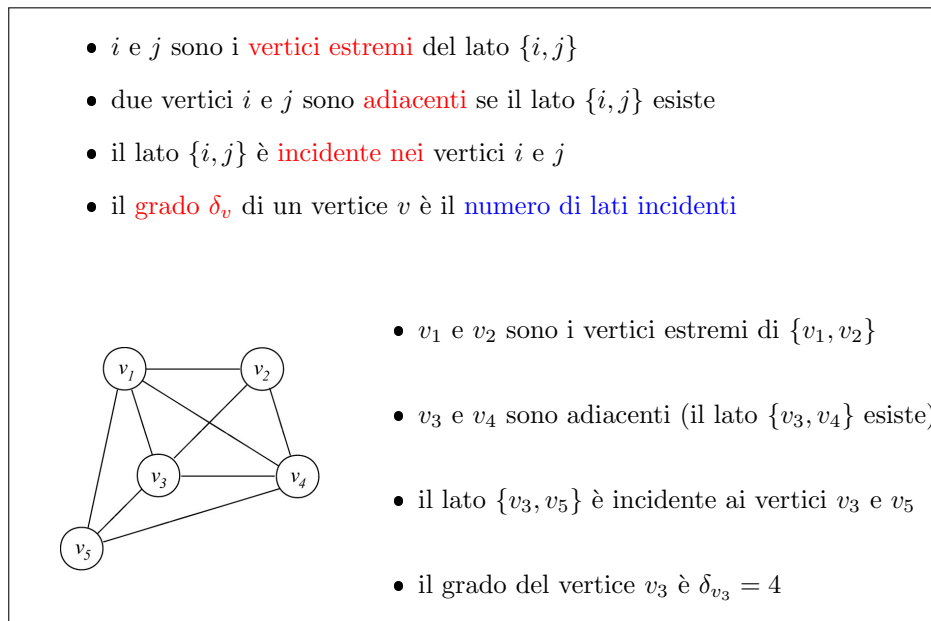 • i e j sono i vertici estremi del lato {i, j}
• due vertici i e j sono adiacenti se il lato {i, j} esiste
• il lato {i, j} è incidente nei vertici i e j
• il grado δ_v di un vertice v è il numero di lati incidenti
• v₁ e v₂ sono i vertici estremi di {v₁, v₂}
v₁ v₂
• v₃ e v₄ sono adiacenti (il lato {v₃, v₄} esiste)
v₃ v₄
• il lato {v₃, v₅} è incidente ai vertici v₃ e v₅
v₅
• il grado del vertice v₃ è δ_{v₃} = 4